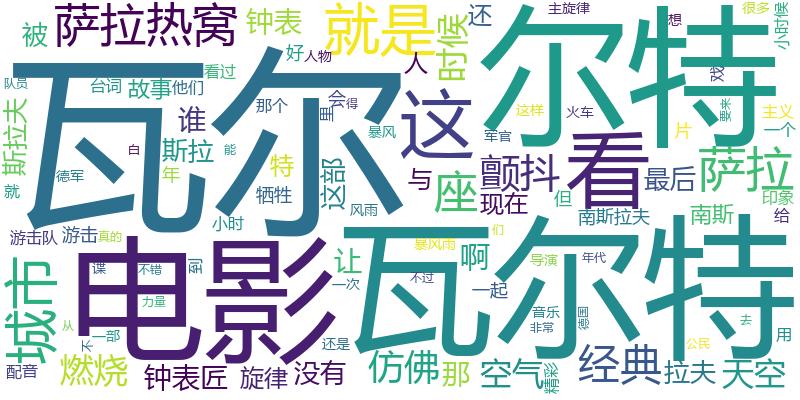 萨拉热窝
钟表
就是
时候
还
主旋律
想
很多
小时候
尔特
被
瓦尔
队员
台词
故事
他们
好
人物
看过
人
谁
那个
会
里
得
暴风
这
这样
火车
戏
要来
主义
片
一个
军官
斯拉夫
就
德军
白
斯拉
年
能
特
牺牲
这部
风雨
与
座
颤抖
现在
看
但
最后
萨拉
印象
给
南斯拉夫
南斯
小时
游击队
游击
真的
电影
瓦尔特
城市
谍
不错
到
力量
从
不
一部
让
一次
暴风雨
不过
啊
们
一起
导演
年代
音乐
非常
德国
公民
去
用
配音
燃烧
钟表匠
旋律
没有
还是
仿佛
那
空气
精彩
经典
拉夫
天空